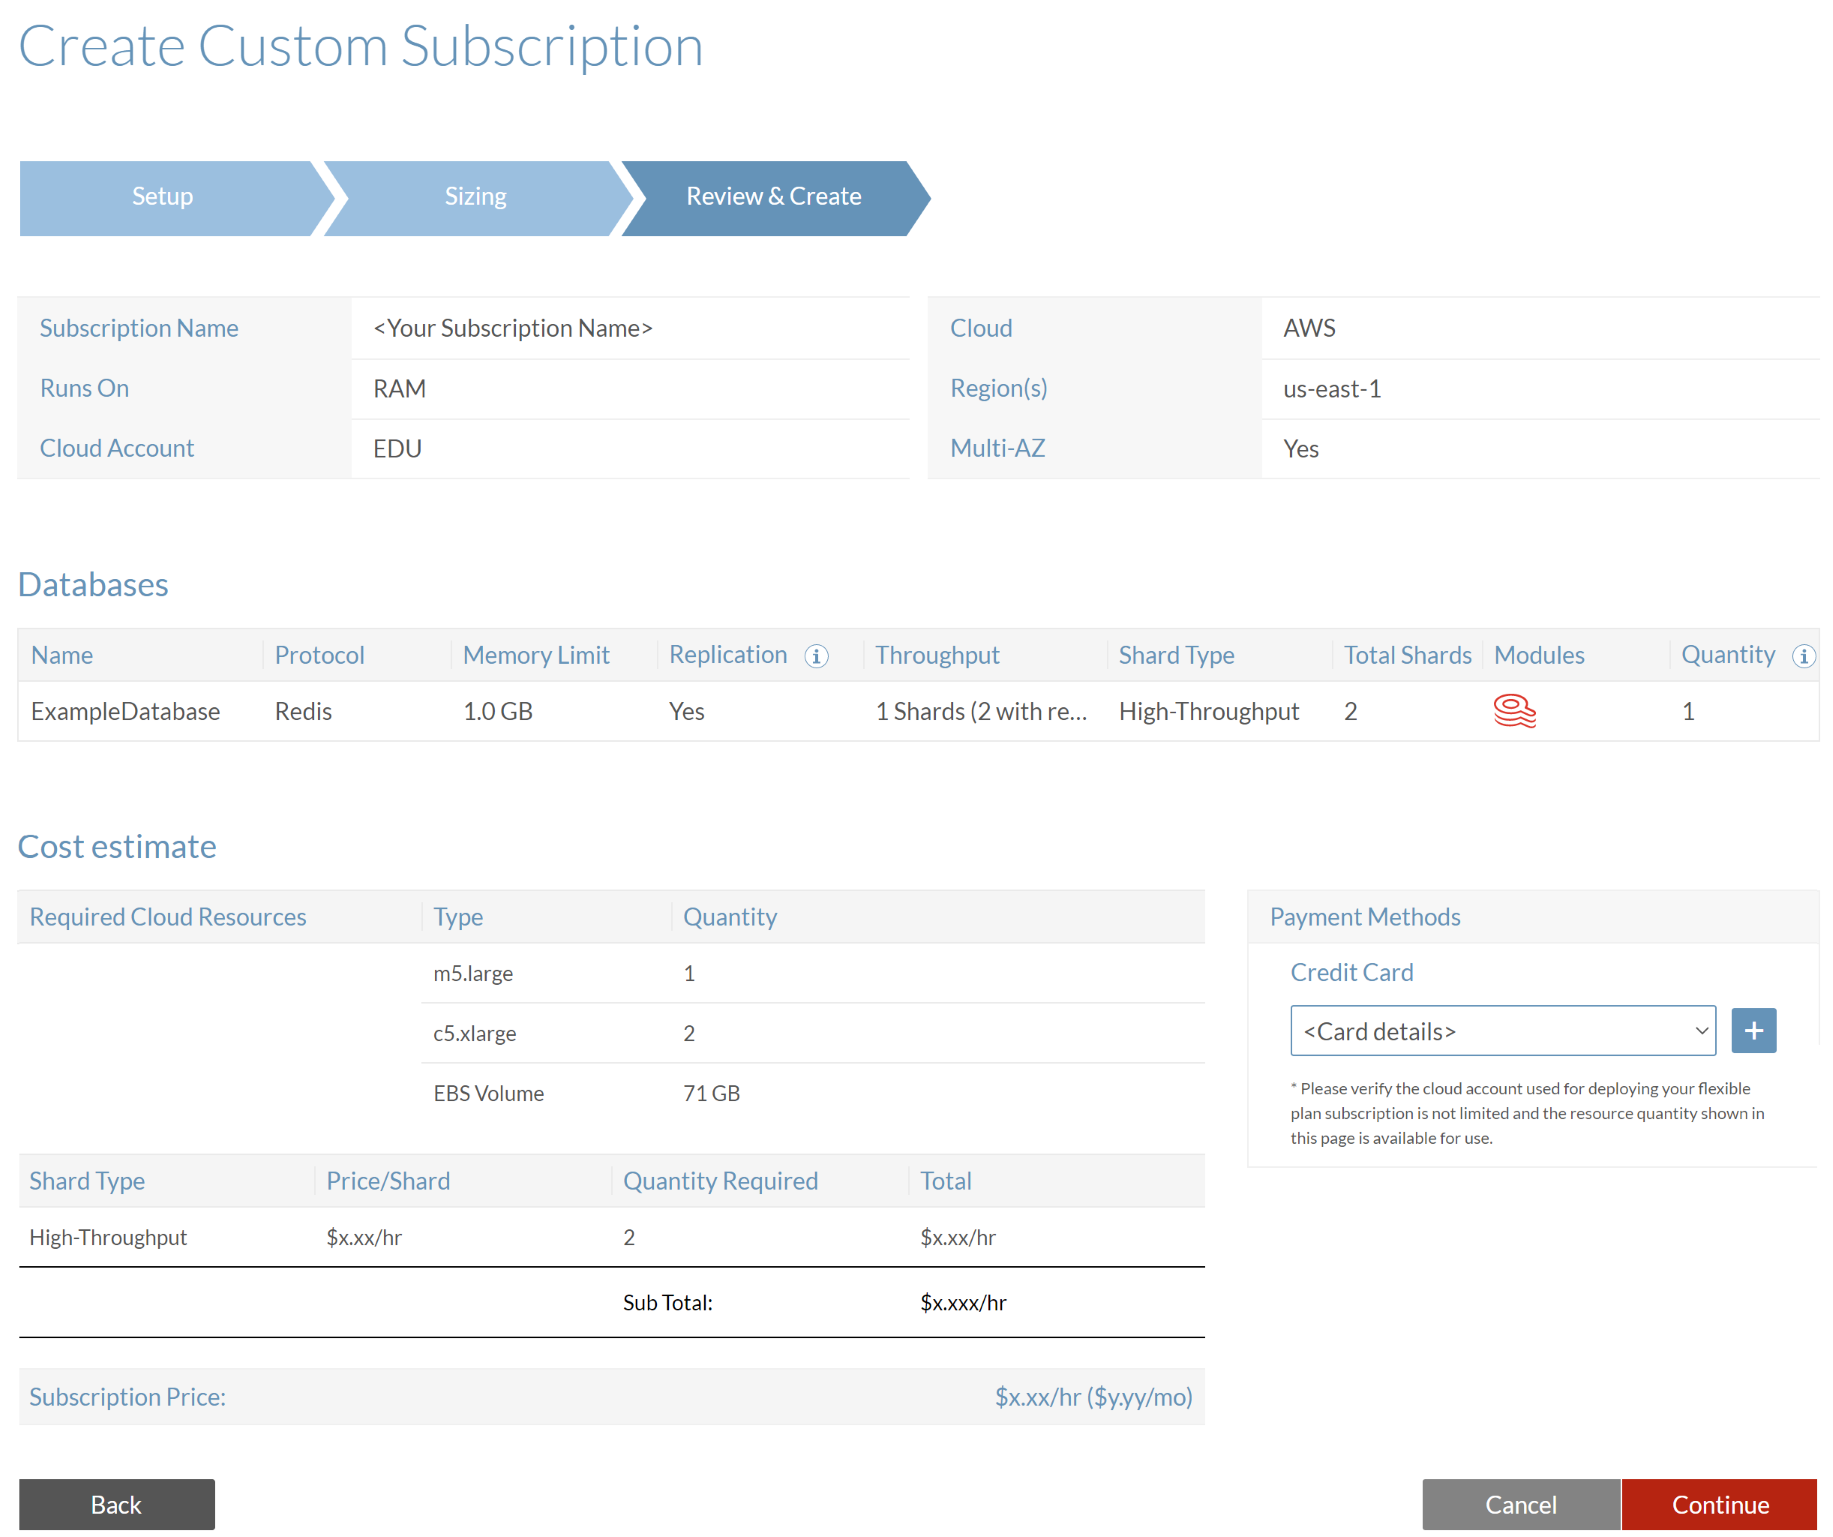 Create Custom Subscription
Setup
Sizing
Review & Create
Subscription Name <Your Subscription Name>
Runs On RAM
Cloud Account EDU
Cloud AWS
Region(s) us-east-1
Multi-AZ Yes
Databases
Name Protocol Memory Limit Replication Throughput Shard Type Total Shards Modules Quantity
ExampleDatabase Redis 1.0 GB Yes 1 Shards (2 with re... High-Throughput 2 1
Cost estimate
Required Cloud Resources Type Quantity
m5.large 1
c5.xlarge 2
EBS Volume 71 GB
Shard Type Price/Shard Quantity Required Total
High-Throughput $x.xx/hr 2 $x.xx/hr
Sub Total: $x.xxx/hr
Subscription Price: $x.xx/hr ($y.yy/mo)
Payment Methods
Credit Card
<Card details> +
* Please verify the cloud account used for deploying your flexible
plan subscription is not limited and the resource quantity shown in
this page is available for use.
Back
Cancel
Continue